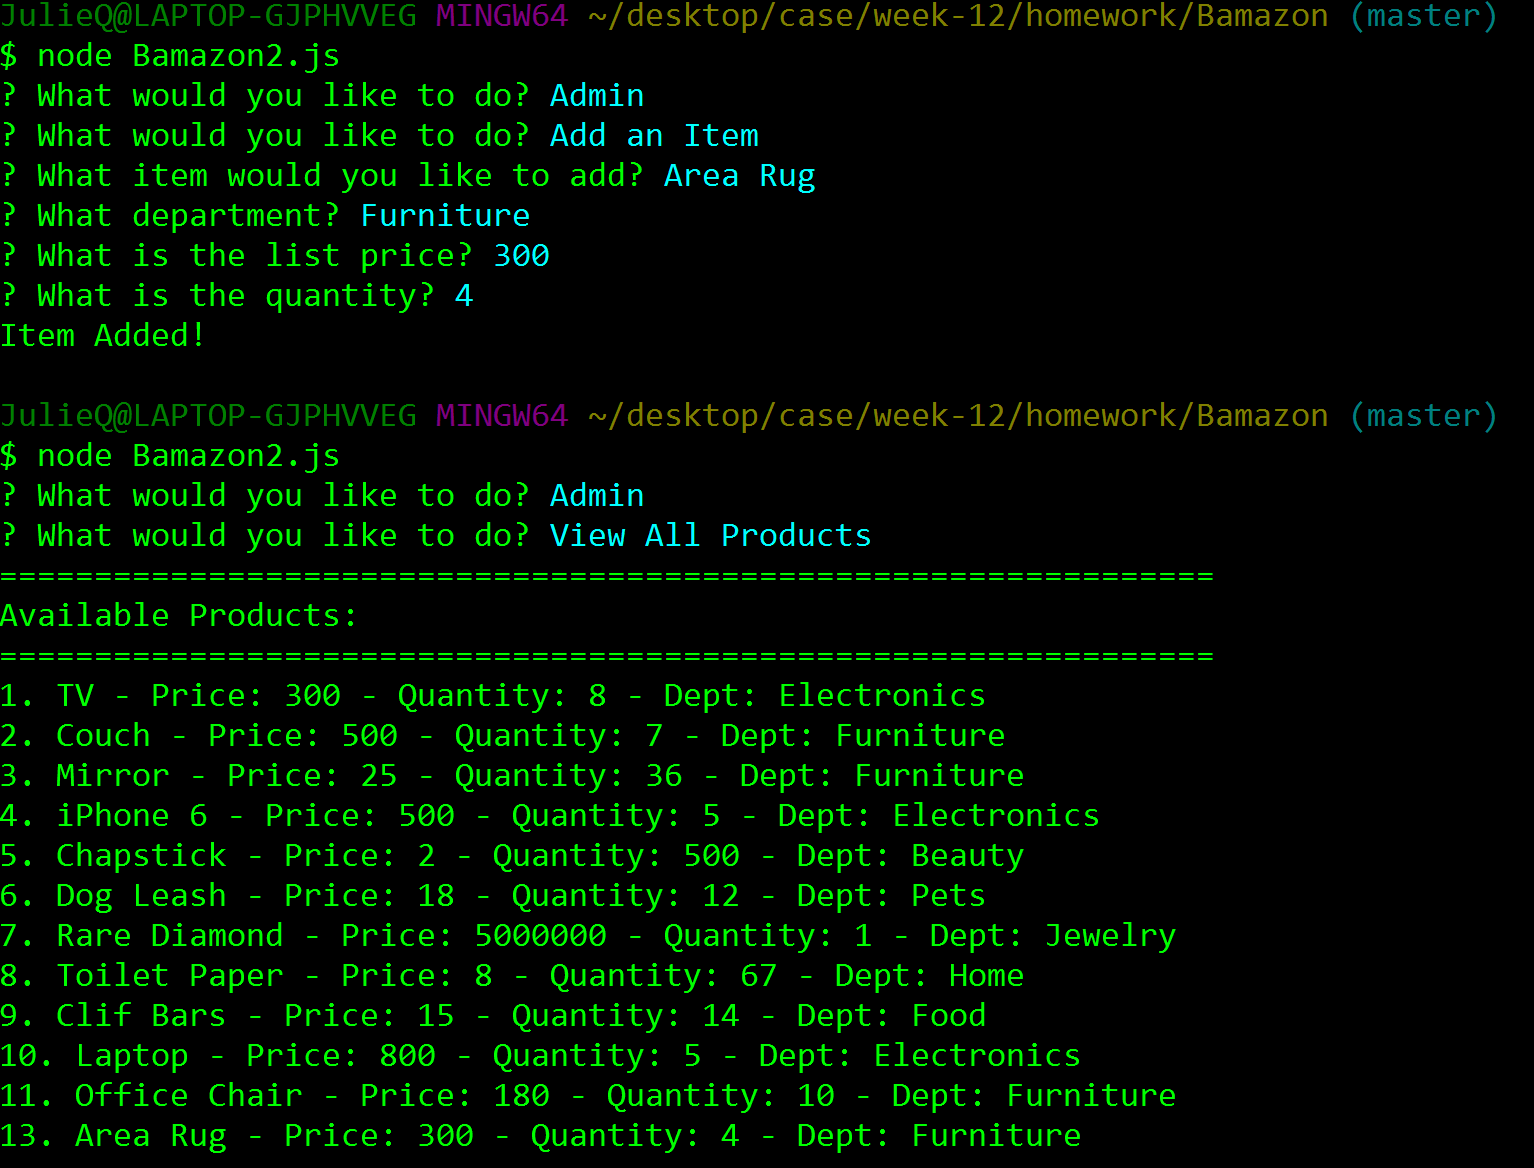 JulieQ@LAPTOP-GJPHVVEG MINGW64 ~/desktop/case/week-12/homework/Bamazon (master)
$ node Bamazon2.js
? What would you like to do? Admin
? What would you like to do? Add an Item
? What item would you like to add? Area Rug
? What department? Furniture
? What is the list price? 300
? What is the quantity? 4
Item Added!
JulieQ@LAPTOP-GJPHVVEG MINGW64 ~/desktop/case/week-12/homework/Bamazon (master)
$ node Bamazon2.js
? What would you like to do? Admin
? What would you like to do? View All Products
================================================================
Available Products:
================================================================
1. TV - Price: 300 - Quantity: 8 - Dept: Electronics
2. Couch - Price: 500 - Quantity: 7 - Dept: Furniture
3. Mirror - Price: 25 - Quantity: 36 - Dept: Furniture
4. iPhone 6 - Price: 500 - Quantity: 5 - Dept: Electronics
5. Chapstick - Price: 2 - Quantity: 500 - Dept: Beauty
6. Dog Leash - Price: 18 - Quantity: 12 - Dept: Pets
7. Rare Diamond - Price: 5000000 - Quantity: 1 - Dept: Jewelry
8. Toilet Paper - Price: 8 - Quantity: 67 - Dept: Home
9. Clif Bars - Price: 15 - Quantity: 14 - Dept: Food
10. Laptop - Price: 800 - Quantity: 5 - Dept: Electronics
11. Office Chair - Price: 180 - Quantity: 10 - Dept: Furniture
13. Area Rug - Price: 300 - Quantity: 4 - Dept: Furniture